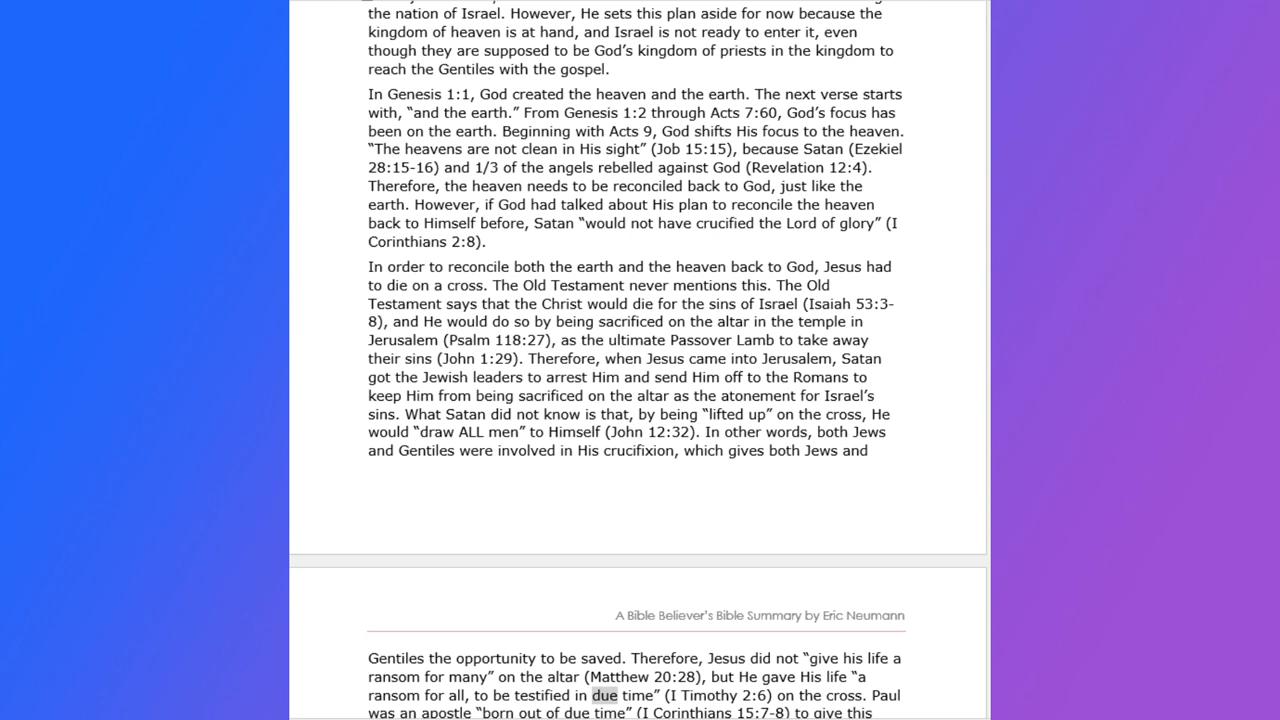 the nation of Israel. However, He sets this plan aside for now because the
kingdom of heaven is at hand, and Israel is not ready to enter it, even
though they are supposed to be God’s kingdom of priests in the kingdom to
reach the Gentiles with the gospel.
In Genesis 1:1, God created the heaven and the earth. The next verse starts
with, “and the earth.” From Genesis 1:2 through Acts 7:60, God’s focus has
been on the earth. Beginning with Acts 9, God shifts His focus to the heaven.
“The heavens are not clean in His sight” (Job 15:15), because Satan (Ezekiel
28:15-16) and 1/3 of the angels rebelled against God (Revelation 12:4).
Therefore, the heaven needs to be reconciled back to God, just like the
earth. However, if God had talked about His plan to reconcile the heaven
back to Himself before, Satan “would not have crucified the Lord of glory” (I
Corinthians 2:8).
In order to reconcile both the earth and the heaven back to God, Jesus had
to die on a cross. The Old Testament never mentions this. The Old
Testament says that the Christ would die for the sins of Israel (Isaiah 53:3-
8), and He would do so by being sacrificed on the altar in the temple in
Jerusalem (Psalm 118:27), as the ultimate Passover Lamb to take away
their sins (John 1:29). Therefore, when Jesus came into Jerusalem, Satan
got the Jewish leaders to arrest Him and send Him off to the Romans to
keep Him from being sacrificed on the altar as the atonement for Israel’s
sins. What Satan did not know is that, by being “lifted up” on the cross, He
would “draw ALL men” to Himself (John 12:32). In other words, both Jews
and Gentiles were involved in His crucifixion, which gives both Jews and
A Bible Believer’s Bible Summary by Eric Neumann
Gentiles the opportunity to be saved. Therefore, Jesus did not “give his life a
ransom for many” on the altar (Matthew 20:28), but He gave His life “a
ransom for all, to be testified in due time” (I Timothy 2:6) on the cross. Paul
was an apostle “born out of due time” (I Corinthians 15:7-8) to give this